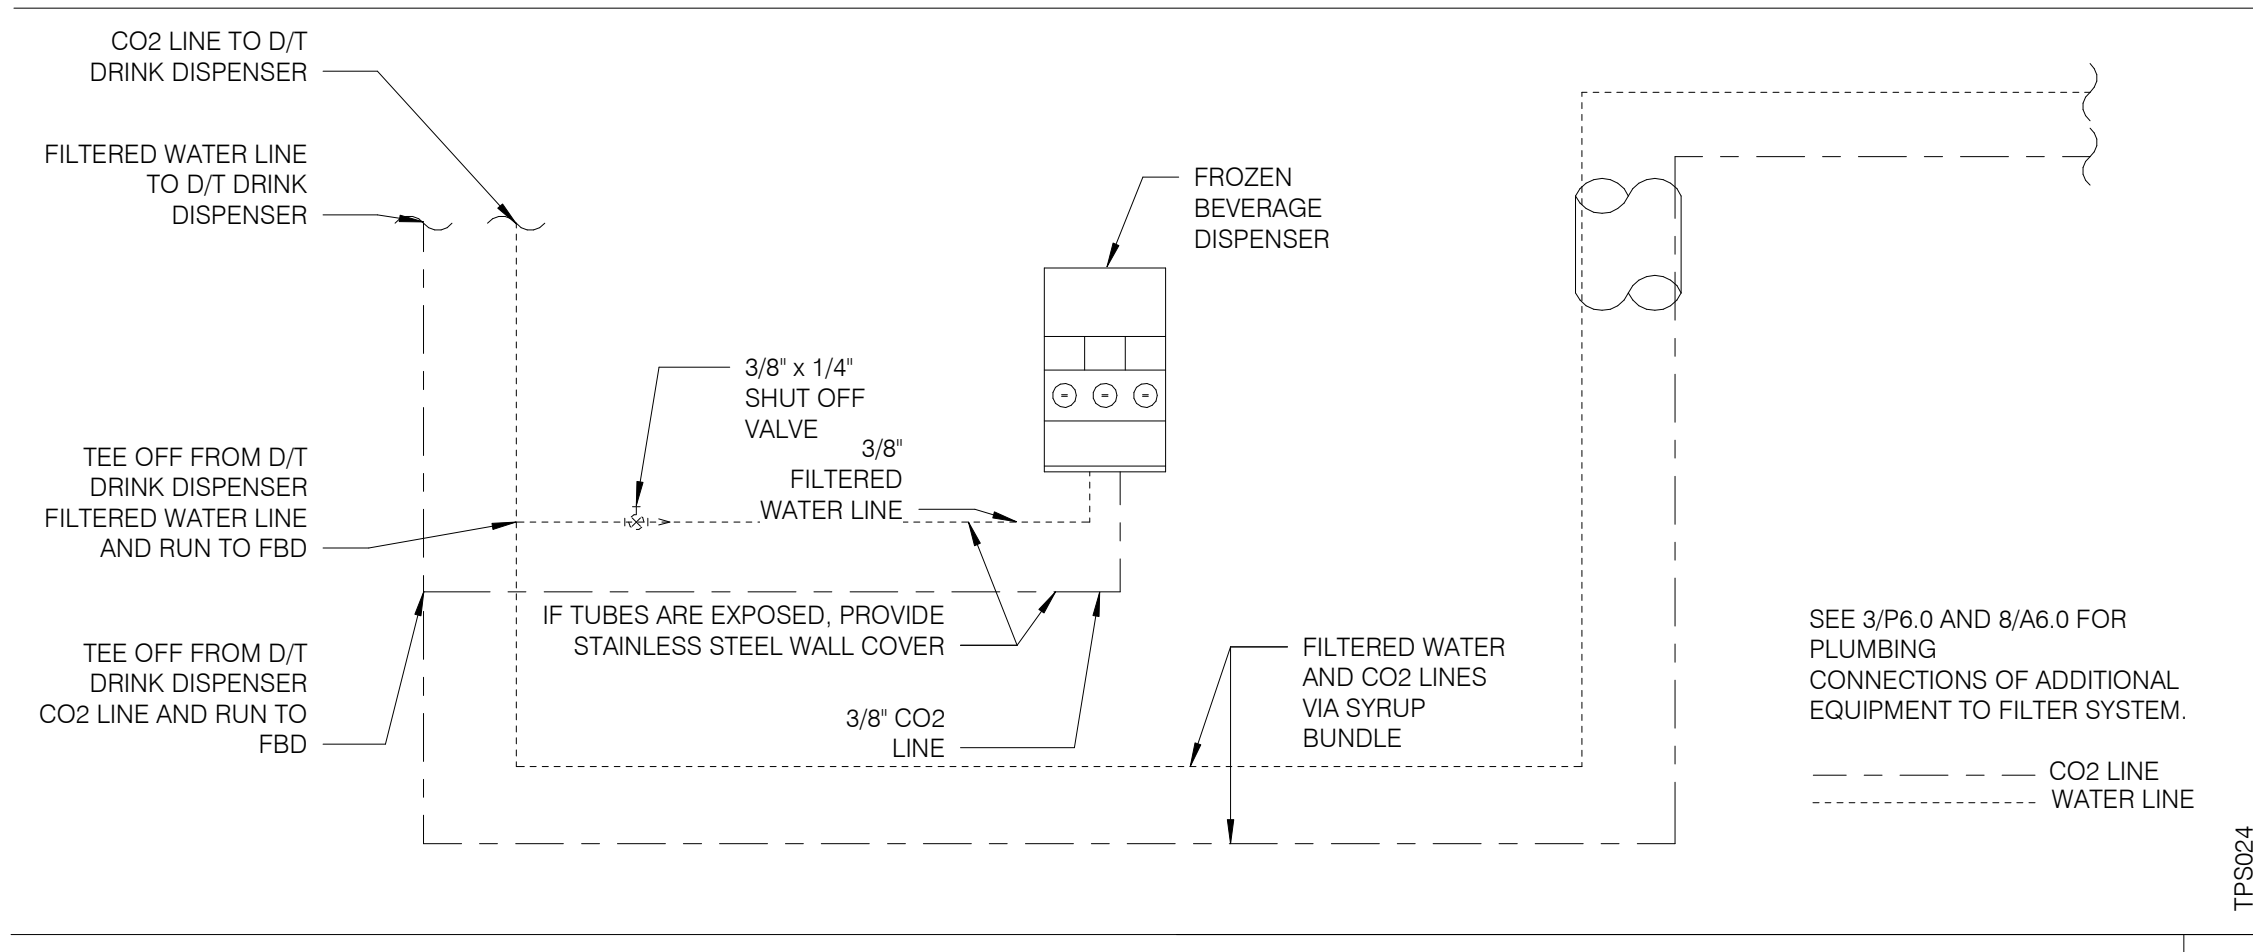 CO2 LINE TO D/T
DRINK DISPENSER
FILTERED WATER LINE
TO D/T DRINK
DISPENSER
FROZEN
BEVERAGE
DISPENSER
3/8" x 1/4"
SHUT OFF
VALVE
3/8"
FILTERED
WATER LINE
TEE OFF FROM D/T
DRINK DISPENSER
FILTERED WATER LINE
AND RUN TO FBD
IF TUBES ARE EXPOSED, PROVIDE
STAINLESS STEEL WALL COVER
TEE OFF FROM D/T
DRINK DISPENSER
CO2 LINE AND RUN TO
FBD
3/8" CO2
LINE
FILTERED WATER
AND CO2 LINES
VIA SYRUP
BUNDLE
SEE 3/P6.0 AND 8/A6.0 FOR
PLUMBING
CONNECTIONS OF ADDITIONAL
EQUIPMENT TO FILTER SYSTEM.
CO2 LINE
WATER LINE
TPS024